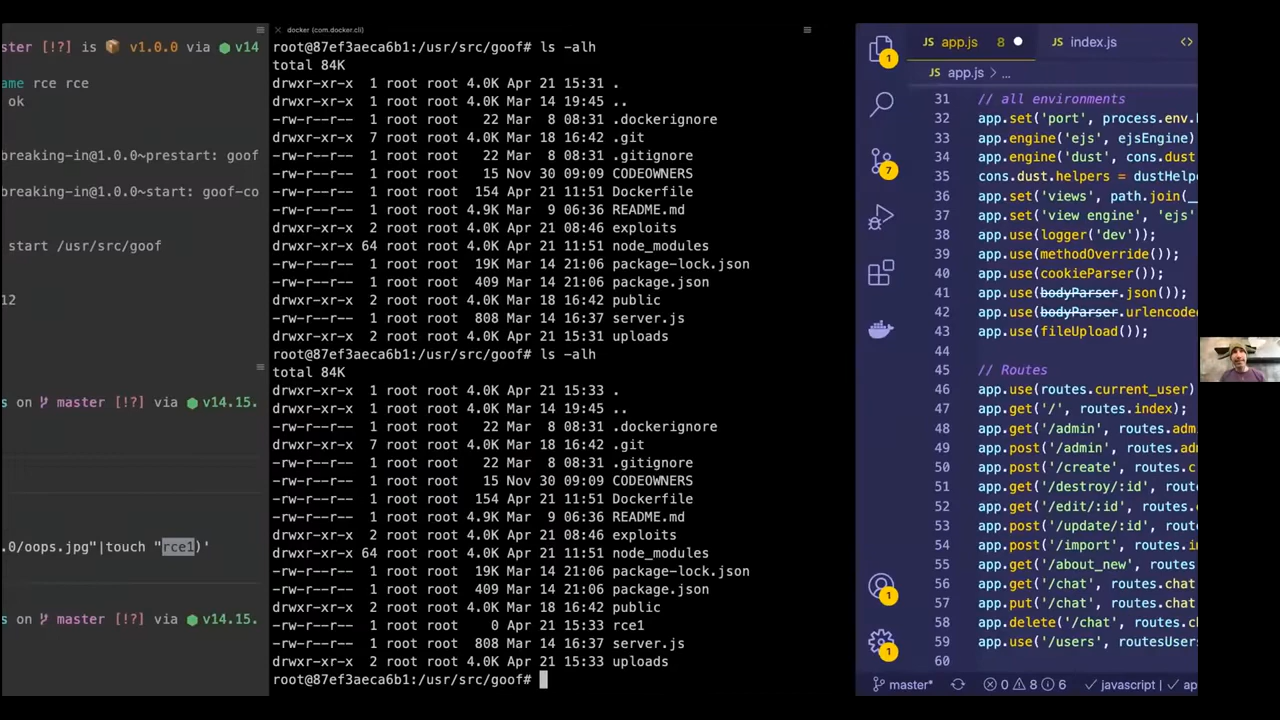 ster [!?] is v1.0.0 via v14
ame rce rce
ok
breaking-in@1.0.0~prestart: goof
breaking-in@1.0.0~start: goof-co
start /usr/src/goof
12
s on master [!?] via v14.15.
.0/oops.jpg"|touch "rce1)'
s on master [!?] via v14.15.
docker (com.docker.cli)
root@87ef3aeca6b1:/usr/src/goof# ls -alh
total 84K
drwxr-xr-x 1 root root 4.0K Apr 21 15:31 .
drwxr-xr-x 1 root root 4.0K Mar 14 19:45 ..
-rw-r--r-- 1 root root 22 Mar 8 08:31 .dockerignore
drwxr-xr-x 7 root root 4.0K Mar 18 16:42 .git
-rw-r--r-- 1 root root 22 Mar 8 08:31 .gitignore
-rw-r--r-- 1 root root 15 Nov 30 09:09 CODEOWNERS
-rw-r--r-- 1 root root 154 Apr 21 11:51 Dockerfile
-rw-r--r-- 1 root root 4.9K Mar 9 06:36 README.md
drwxr-xr-x 2 root root 4.0K Apr 21 08:46 exploits
drwxr-xr-x 64 root root 4.0K Apr 21 11:51 node_modules
-rw-r--r-- 1 root root 19K Mar 14 21:06 package-lock.json
-rw-r--r-- 1 root root 409 Mar 14 21:06 package.json
drwxr-xr-x 2 root root 4.0K Mar 18 16:42 public
-rw-r--r-- 1 root root 808 Mar 14 16:37 server.js
drwxr-xr-x 2 root root 4.0K Apr 21 11:51 uploads
root@87ef3aeca6b1:/usr/src/goof# ls -alh
total 84K
drwxr-xr-x 1 root root 4.0K Apr 21 15:33 .
drwxr-xr-x 1 root root 4.0K Mar 14 19:45 ..
-rw-r--r-- 1 root root 22 Mar 8 08:31 .dockerignore
drwxr-xr-x 7 root root 4.0K Mar 18 16:42 .git
-rw-r--r-- 1 root root 22 Mar 8 08:31 .gitignore
-rw-r--r-- 1 root root 15 Nov 30 09:09 CODEOWNERS
-rw-r--r-- 1 root root 154 Apr 21 11:51 Dockerfile
-rw-r--r-- 1 root root 4.9K Mar 9 06:36 README.md
drwxr-xr-x 2 root root 4.0K Apr 21 08:46 exploits
drwxr-xr-x 64 root root 4.0K Apr 21 11:51 node_modules
-rw-r--r-- 1 root root 19K Mar 14 21:06 package-lock.json
-rw-r--r-- 1 root root 409 Mar 14 21:06 package.json
drwxr-xr-x 2 root root 4.0K Mar 18 16:42 public
-rw-r--r-- 1 root root 0 Apr 21 15:33 rce1
-rw-r--r-- 1 root root 808 Mar 14 16:37 server.js
drwxr-xr-x 2 root root 4.0K Apr 21 15:33 uploads
root@87ef3aeca6b1:/usr/src/goof#
1
7
1
1
JS app.js 8 JS index.js
JS app.js > ...
31 // all environments
32 app.set('port', process.env.
33 app.engine('ejs', ejsEngine)
34 app.engine('dust', cons.dust
35 cons.dust.helpers = dustHelp
36 app.set('views', path.join(_
37 app.set('view engine', 'ejs'
38 app.use(logger('dev'));
39 app.use(methodOverride());
40 app.use(cookieParser());
41 app.use(bodyParser.json());
42 app.use(bodyParser.urlencode
43 app.use(fileUpload());
44
45 // Routes
46 app.use(routes.current_user)
47 app.get('/', routes.index);
48 app.get('/admin', routes.adm
49 app.post('/admin', routes.ad
50 app.post('/create', routes.c
51 app.get('/destroy/:id',
52 app.get('/edit/:id', routes.
53 app.post('/update/:id', rout
54 app.post('/import', routes.i
55 app.get('/about_new', routes
56 app.get('/chat', routes.chat
57 app.put('/chat', routes.chat
58 app.delete('/chat', routes.c
59 app.use('/users', routesUser
60
master* 0 8 6 javascript | ap